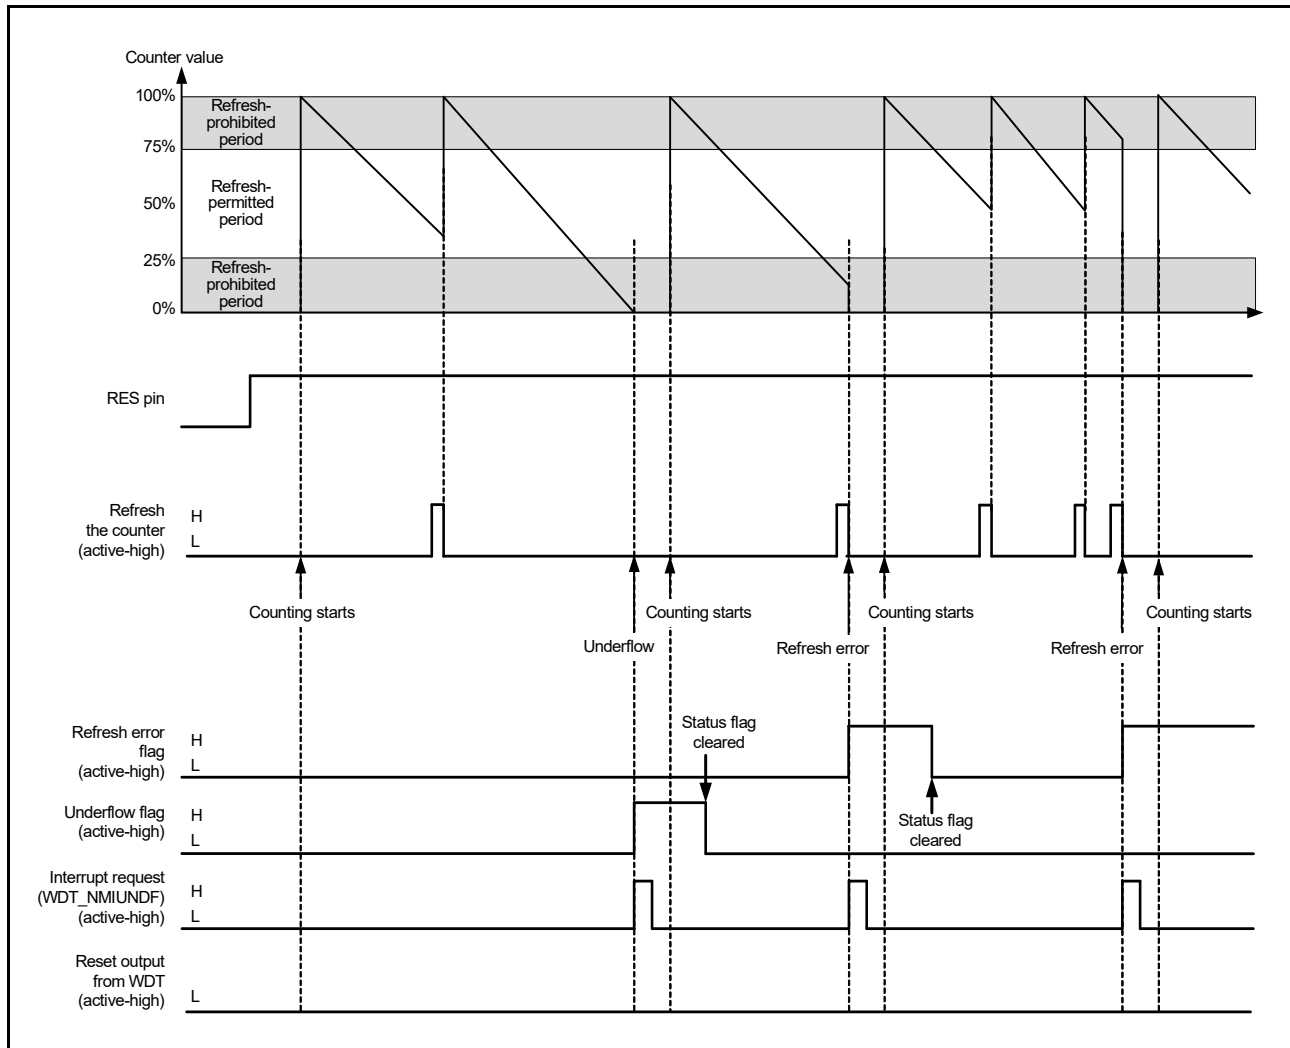 Counter value
100%
Refresh-
prohibited
period
75%
Refresh-
permitted
period
50%
25%
Refresh-
prohibited
period
0%
RES pin
Refresh
the counter
(active-high)
H
L
Counting starts
Counting starts
Counting starts
Counting starts
Underflow
Refresh error
Refresh error
Status flag
cleared
Refresh error
flag
(active-high)
H
L
Underflow flag
(active-high)
H
L
Status flag
cleared
Interrupt request
(WDT_NMIUNDF)
(active-high)
H
L
Reset output
from WDT
(active-high)
L